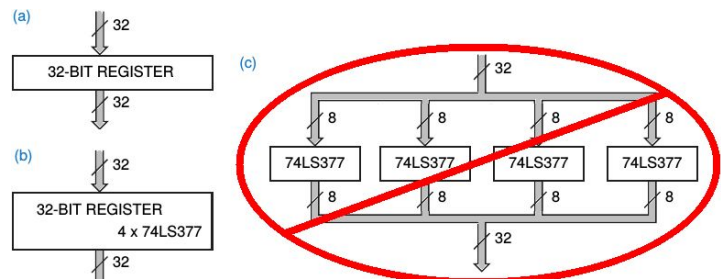 (a)
32
32-BIT REGISTER
32
(b)
32
32-BIT REGISTER
4 x 74LS377
32
(c)
32
8 8 8 8
74LS377 74LS377 74LS377 74LS377
8 8 8 8
32